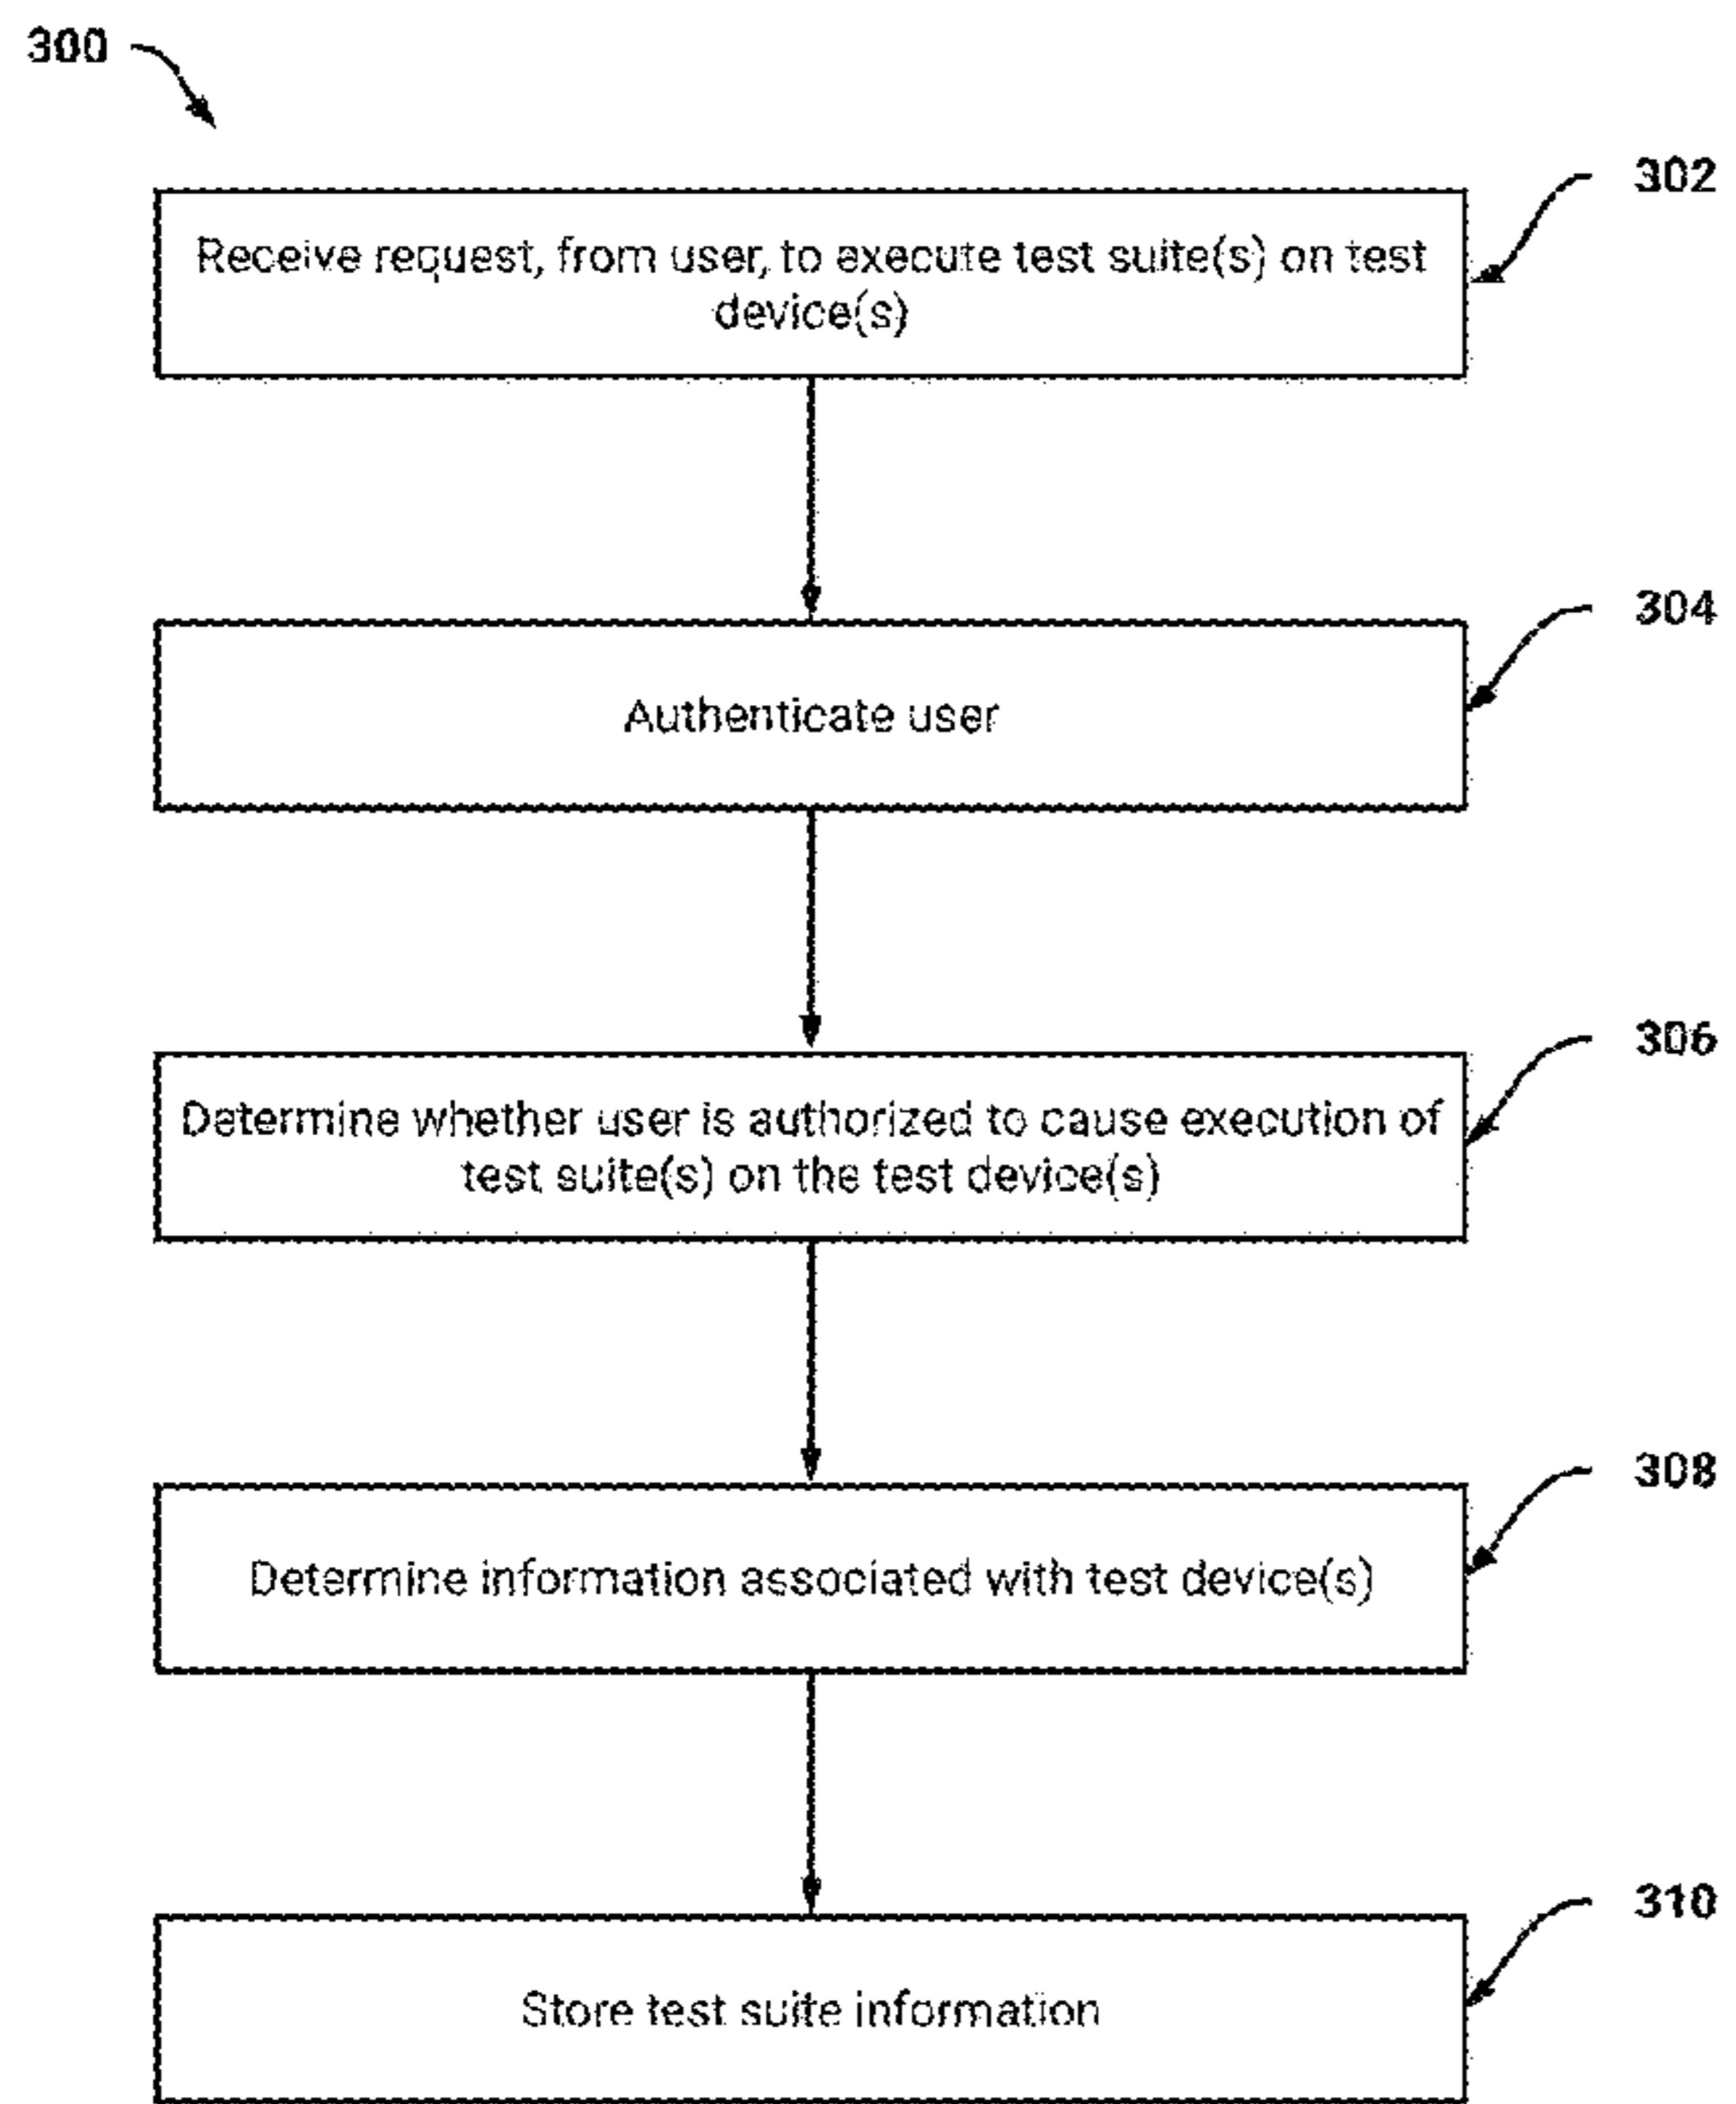 300
302
Receive request, from user, to execute test suite(s) on test
device(s)
304
Authenticate user
306
Determine whether user is authorized to cause execution of
test suite(s) on the test device(s)
308
Determine information associated with test device(s)
310
Store test suite information